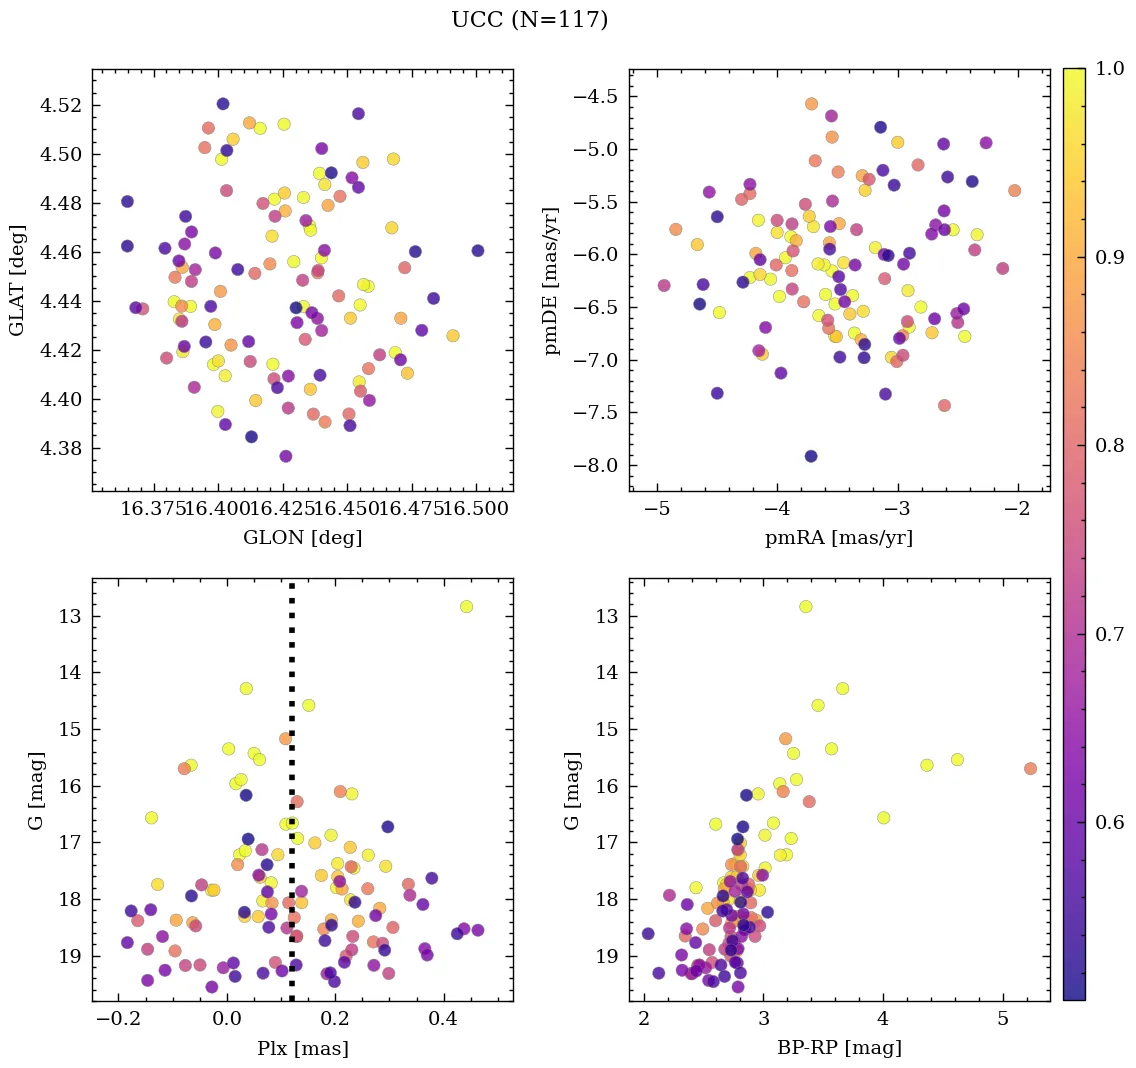 UCC (N=117)
4.52
4.50
4.48
4.46
4.44
4.42
4.40
4.38
GLAT [deg]
16.375 16.400 16.425 16.450 16.475 16.500
GLON [deg]
−4.5
−5.0
−5.5
−6.0
−6.5
−7.0
−7.5
−8.0
pmDE [mas/yr]
−5 −4 −3 −2
pmRA [mas/yr]
1.0
0.9
0.8
0.7
0.6
13
14
15
16
17
18
19
G [mag]
−0.2 0.0 0.2 0.4
Plx [mas]
13
14
15
16
17
18
19
G [mag]
2 3 4 5
BP-RP [mag]